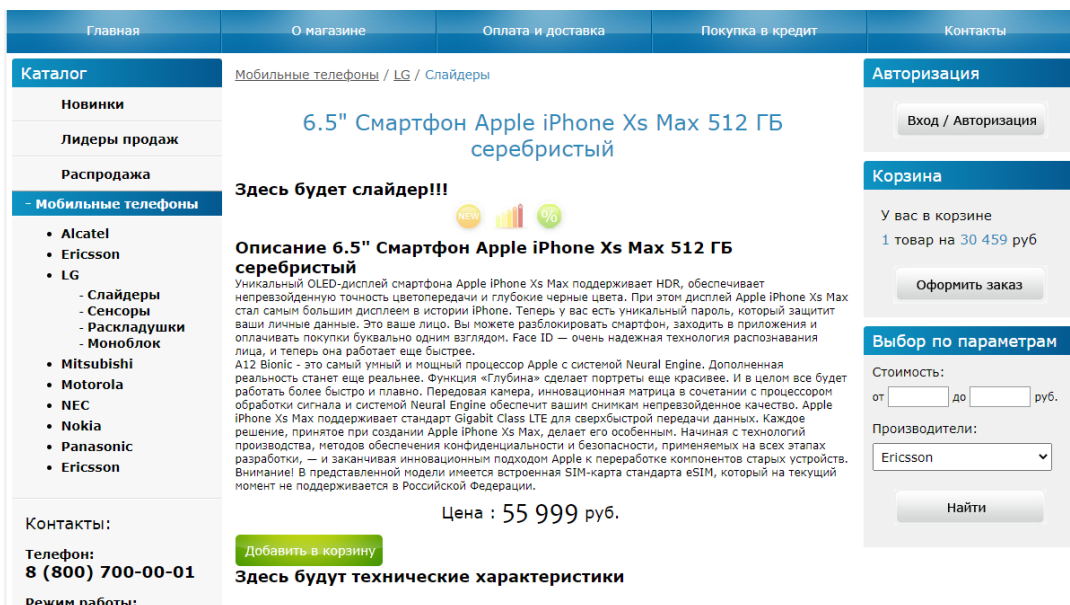 Главная
О магазине
Оплата и доставка
Покупка в кредит
Контакты
Каталог
Новинки
Лидеры продаж
Распродажа
- Мобильные телефоны
• Alcatel
• Ericsson
• LG
- Слайдеры
- Сенсоры
- Раскладушки
- Моноблок
• Mitsubishi
• Motorola
• NEC
• Nokia
• Panasonic
• Ericsson
Контакты:
Телефон:
8 (800) 700-00-01
Режим работы:
Мобильные телефоны / LG / Слайдеры
6.5" Смартфон Apple iPhone Xs Max 512 ГБ
серебристый
Здесь будет слайдер!!!
NEW
%
Описание 6.5" Смартфон Apple iPhone Xs Max 512 ГБ
серебристый
Уникальный OLED-дисплей смартфона Apple iPhone Xs Max поддерживает HDR, обеспечивает
непревзойденную точность цветопередачи и глубокие черные цвета. При этом дисплей Apple iPhone Xs Max
стал самым большим дисплеем в истории iPhone. Теперь у вас есть уникальный пароль, который защитит
ваши личные данные. Это ваше лицо. Вы можете разблокировать смартфон, заходить в приложения и
оплачивать покупки буквально одним взглядом. Face ID — очень надежная технология распознавания
лица, и теперь она работает еще быстрее.
A12 Bionic - это самый умный и мощный процессор Apple с системой Neural Engine. Дополненная
реальность станет еще реальнее. Функция «Глубина» сделает портреты еще красивее. И в целом все будет
работать более быстро и плавно. Передовая камера, инновационная матрица в сочетании с процессором
обработки сигнала и системой Neural Engine обеспечит вашим снимкам непревзойденное качество. Apple
iPhone Xs Max поддерживает стандарт Gigabit Class LTE для сверхбыстрой передачи данных. Каждое
решение, принятое при создании Apple iPhone Xs Max, делает его особенным. Начиная с технологий
производства, методов обеспечения конфиденциальности и безопасности, применяемых на всех этапах
разработки, — и заканчивая инновационным подходом Apple к переработке компонентов старых устройств.
Внимание! В представленной модели имеется встроенная SIM-карта стандарта eSIM, который на текущий
момент не поддерживается в Российской Федерации.
Цена : 55 999 руб.
Добавить в корзину
Здесь будут технические характеристики
Авторизация
Вход / Авторизация
Корзина
У вас в корзине
1 товар на 30 459 руб
Оформить заказ
Выбор по параметрам
Стоимость:
от до руб.
Производители:
Ericsson
Найти